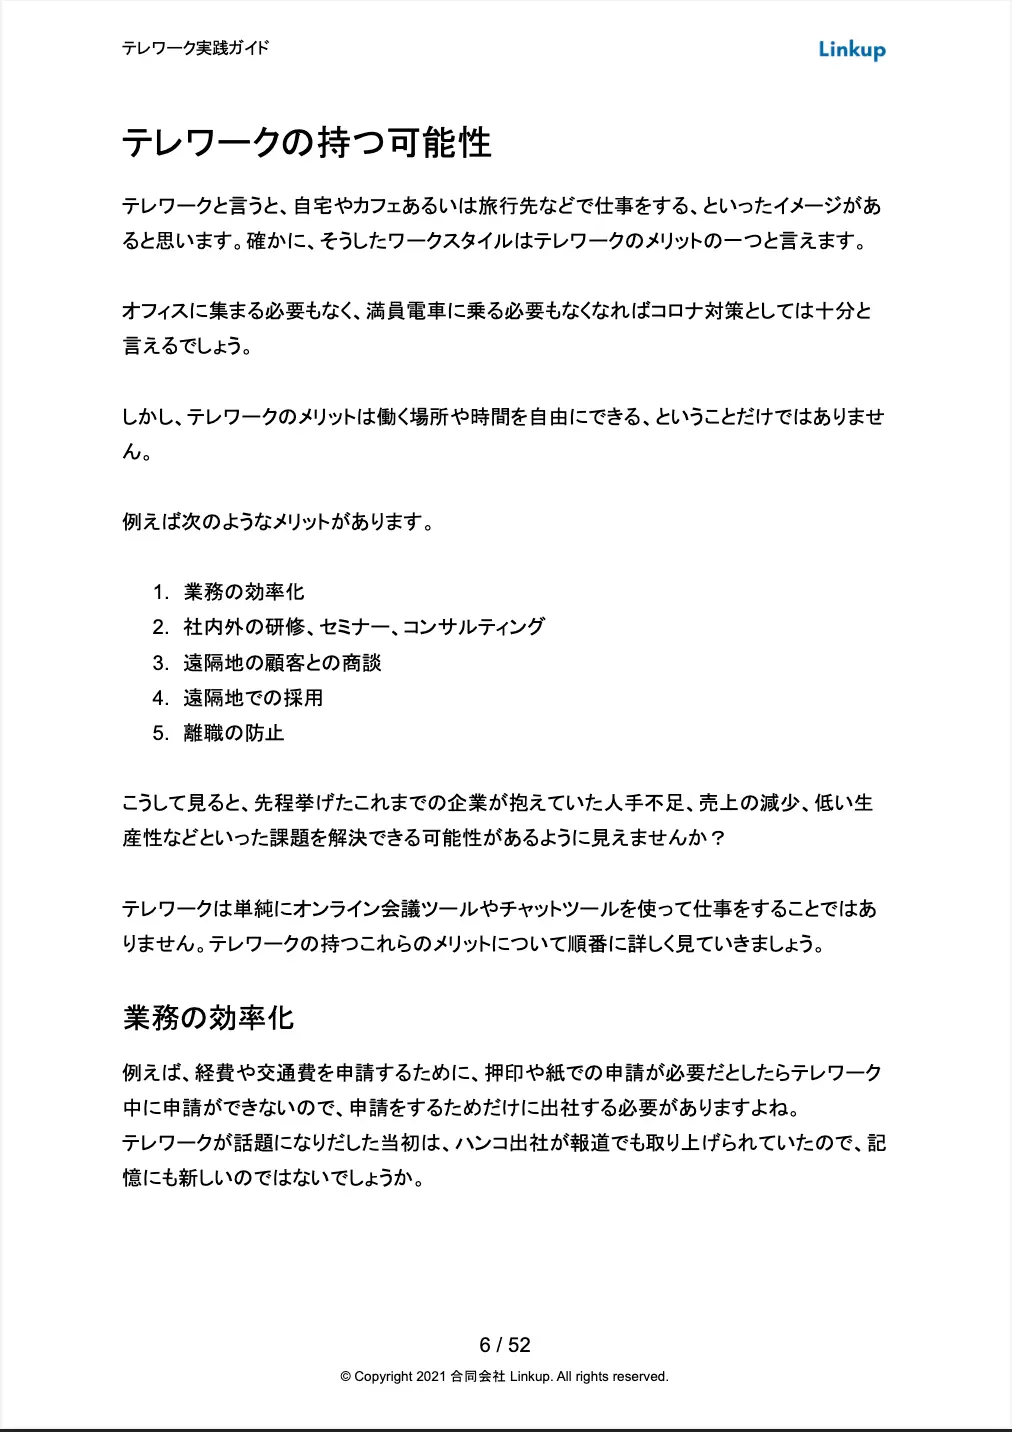 テレワーク実践ガイド
Linkup
テレワークの持つ可能性
テレワークと言うと、自宅やカフェあるいは旅行先などで仕事をする、といったイメージがあ
ると思います。確かに、そうしたワークスタイルはテレワークのメリットの一つと言えます。
オフィスに集まる必要もなく、満員電車に乗る必要もなくなればコロナ対策としては十分と
言えるでしょう。
しかし、テレワークのメリットは働く場所や時間を自由にできる、ということだけではありませ
ん。
例えば次のようなメリットがあります。
1. 業務の効率化
2. 社内外の研修、セミナー、コンサルティング
3. 遠隔地の顧客との商談
4. 遠隔地での採用
5. 離職の防止
こうして見ると、先程挙げたこれまでの企業が抱えていた人手不足、売上の減少、低い生
産性などといった課題を解決できる可能性があるように見えませんか？
テレワークは単純にオンライン会議ツールやチャットツールを使って仕事をすることではあ
りません。テレワークの持つこれらのメリットについて順番に詳しく見ていきましょう。
業務の効率化
例えば、経費や交通費を申請するために、押印や紙での申請が必要だとしたらテレワーク
中に申請ができないので、申請をするためだけに出社する必要がありますよね。
テレワークが話題になりだした当初は、ハンコ出社が報道でも取り上げられていたので、記
憶にも新しいのではないでしょうか。
6 / 52
© Copyright 2021 合同会社 Linkup. All rights reserved.